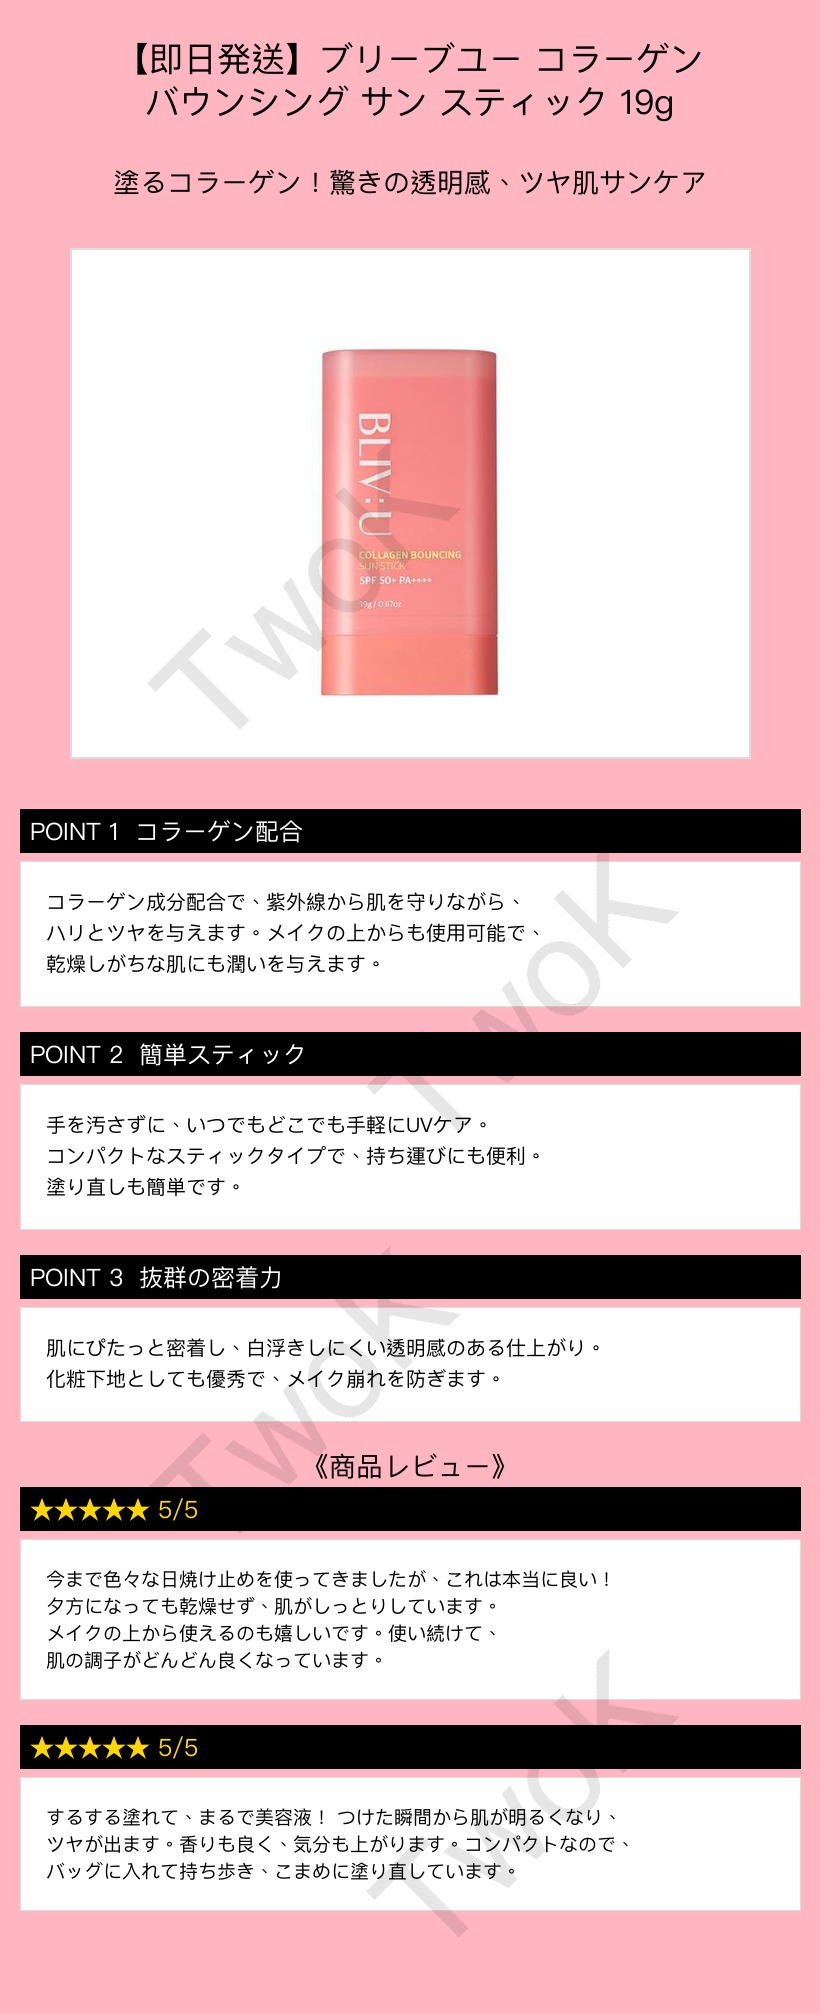 【即日発送】ブリーブユー コラーゲン
バウンシング サン スティック 19g
塗るコラーゲン！驚きの透明感、ツヤ肌サンケア
BLIV:U
COLLAGEN BOUNCING
SUN STICK
SPF 50+ PA++++
19g / 0.67oz
TwoK
POINT 1 コラーゲン配合
コラーゲン成分配合で、紫外線から肌を守りながら、
ハリとツヤを与えます。メイクの上からも使用可能で、
乾燥しがちな肌にも潤いを与えます。
TwoK
POINT 2 簡単スティック
手を汚さずに、いつでもどこでも手軽にUVケア。
コンパクトなスティックタイプで、持ち運びにも便利。
塗り直しも簡単です。
POINT 3 抜群の密着力
肌にぴたっと密着し、白浮きしにくい透明感のある仕上がり。
化粧下地としても優秀で、メイク崩れを防ぎます。
TwoK
《商品レビュー》
★★★★★ 5/5
今まで色々な日焼け止めを使ってきましたが、これは本当に良い！
夕方になっても乾燥せず、肌がしっとりしています。
メイクの上から使えるのも嬉しいです。使い続けて、
肌の調子がどんどん良くなっています。
★★★★★ 5/5
するする塗れて、まるで美容液！ つけた瞬間から肌が明るくなり、
ツヤが出ます。香りも良く、気分も上がります。コンパクトなので、
バッグに入れて持ち歩き、こまめに塗り直しています。
TwoK